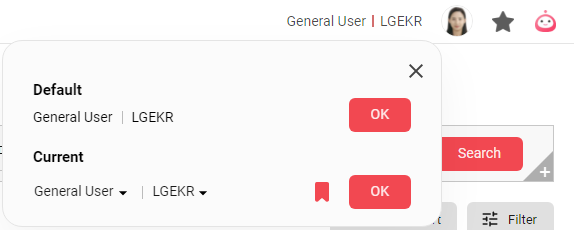 General User | LGEKR
Default
General User | LGEKR
OK
Current
General User | LGEKR
OK
Search
Filter